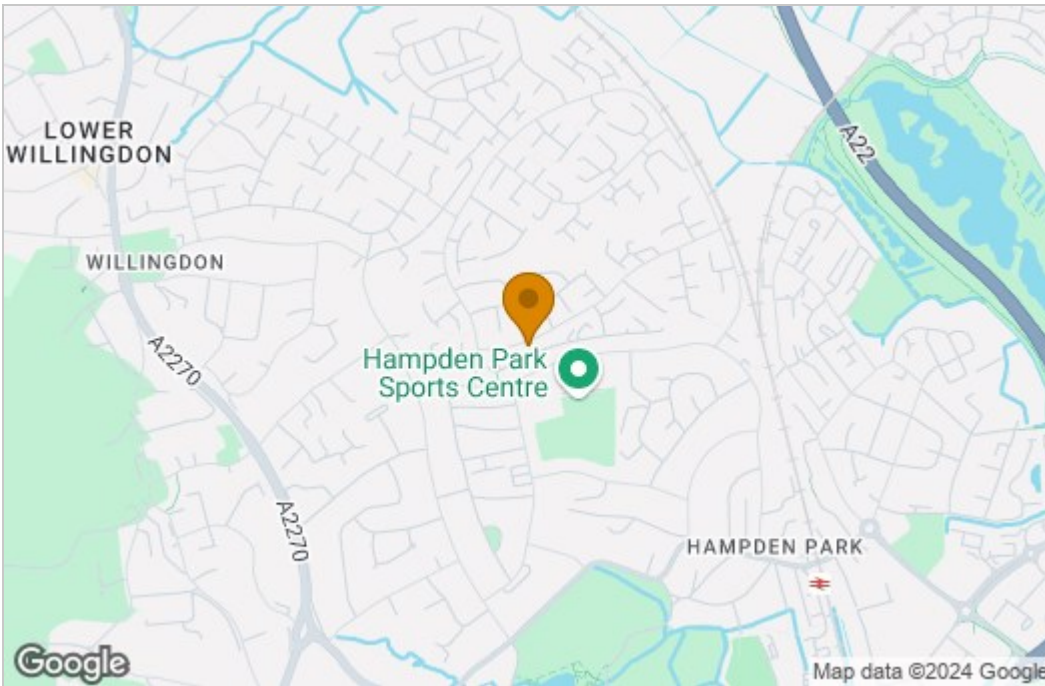 LOWER
WILLINGDON
A22
WILLINGDON
A2270
Hampden Park
Sports Centre
A2270
HAMPDEN PARK
Google
Map data ©2024 Google